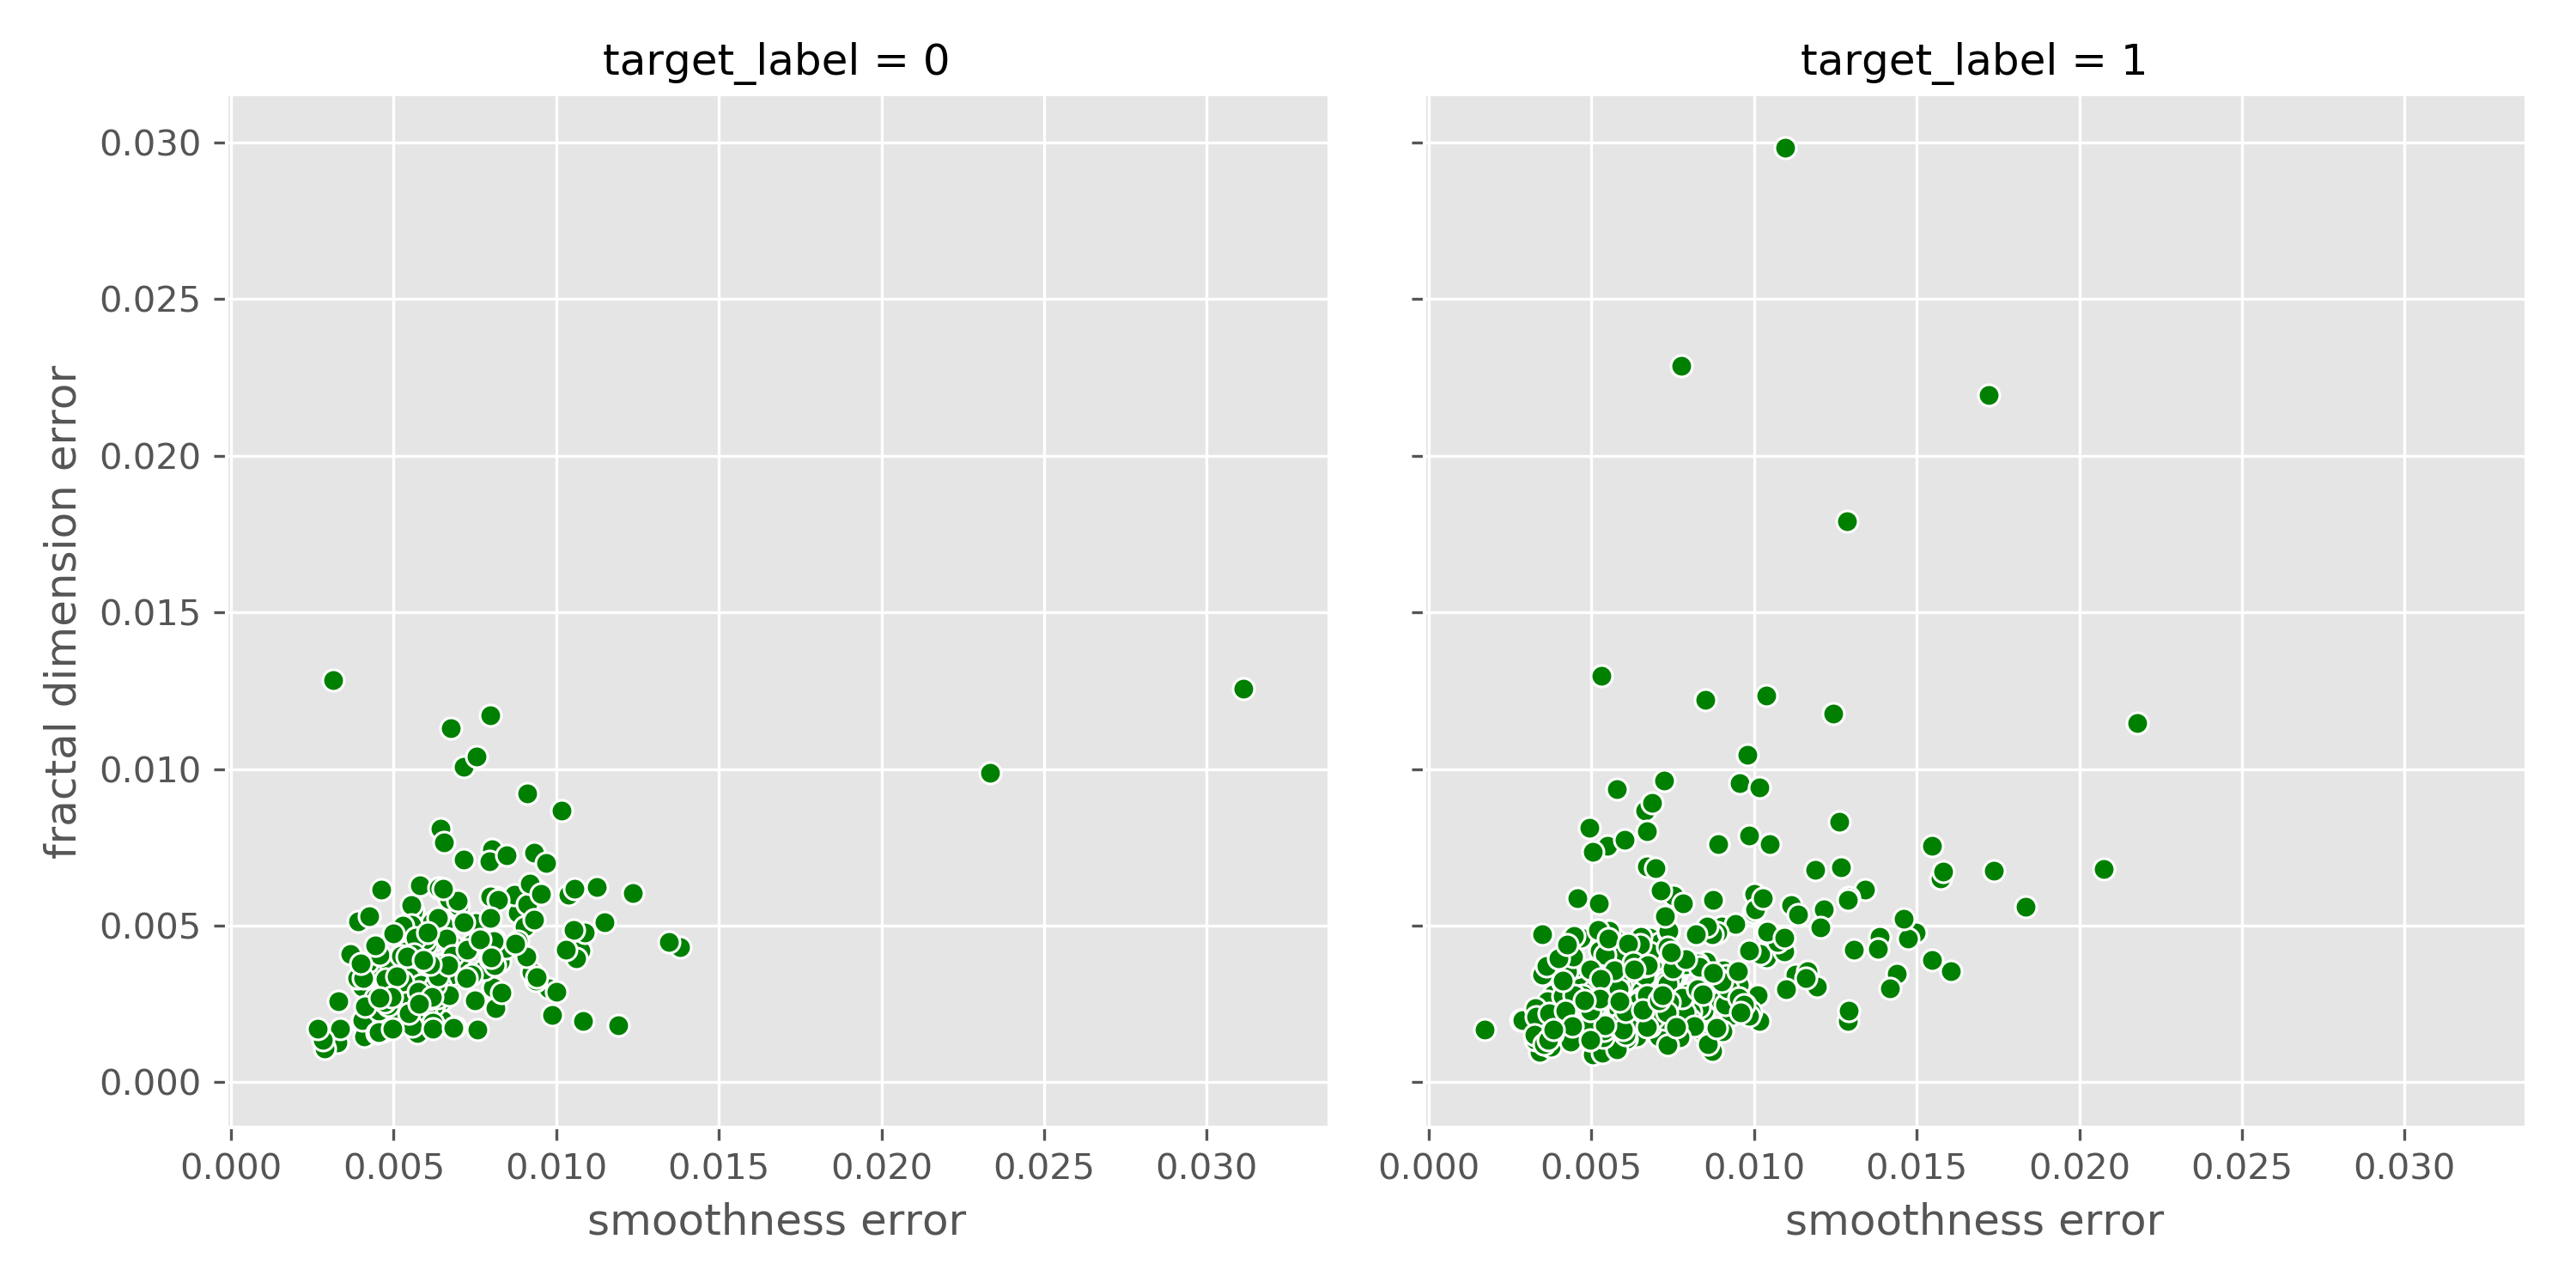 target_label = 0
target_label = 1
fractal dimension error
0.030
0.025
0.020
0.015
0.010
0.005
0.000
0.000 0.005 0.010 0.015 0.020 0.025 0.030
0.000 0.005 0.010 0.015 0.020 0.025 0.030
smoothness error
smoothness error